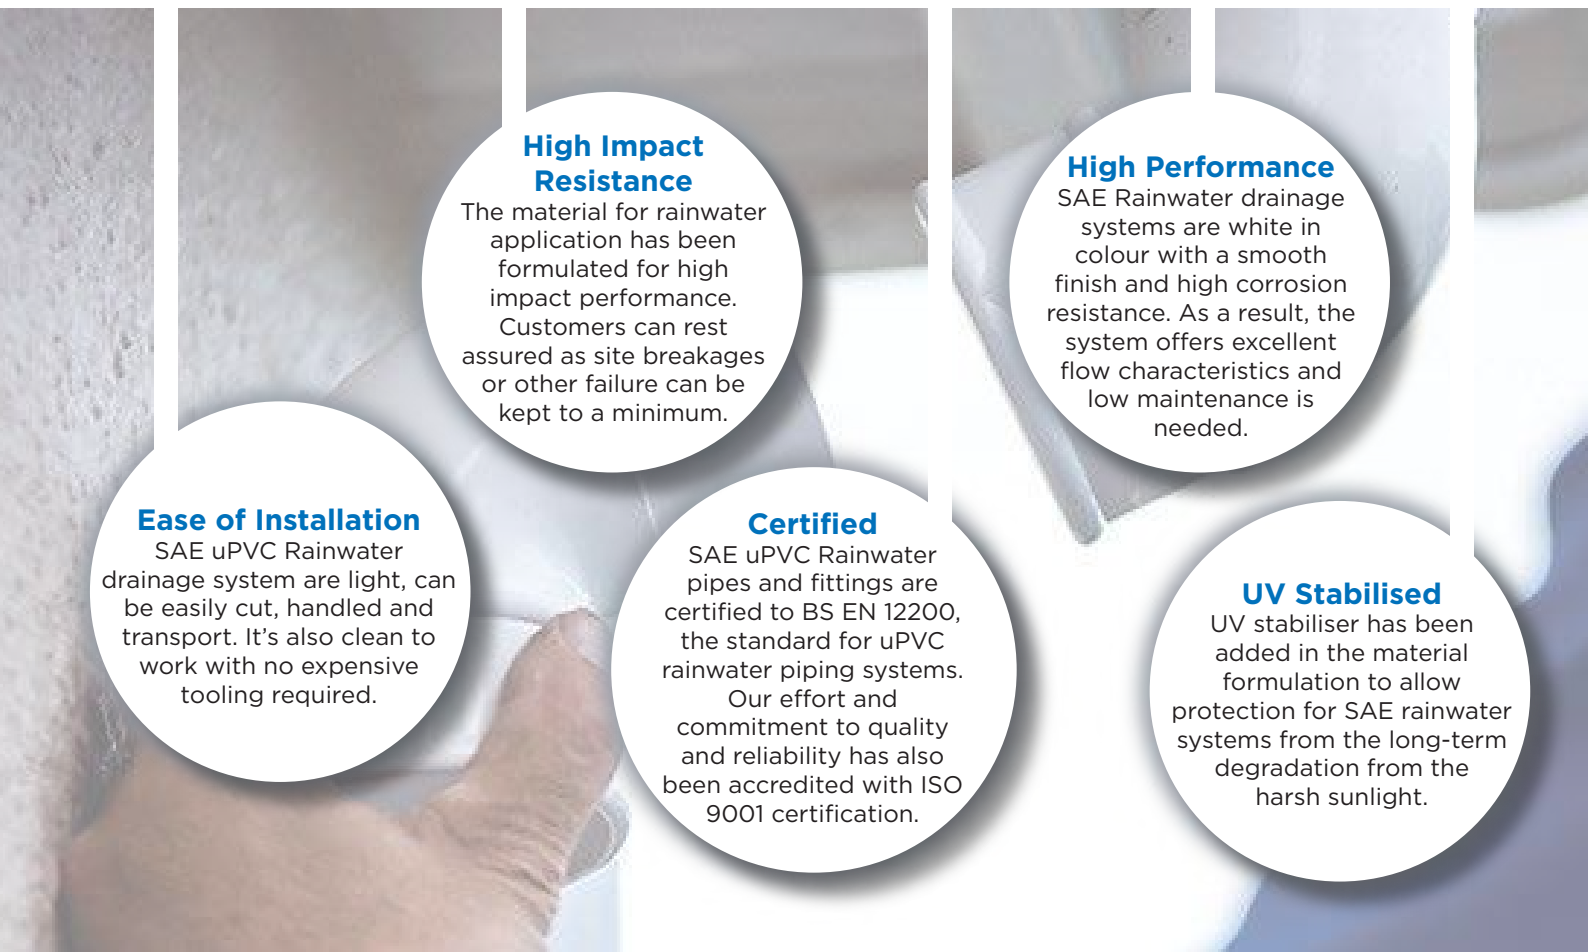 High Impact
Resistance
The material for rainwater
application has been
formulated for high
impact performance.
Customers can rest
assured as site breakages
or other failure can be
kept to a minimum.
High Performance
SAE Rainwater drainage
systems are white in
colour with a smooth
finish and high corrosion
resistance. As a result, the
system offers excellent
flow characteristics and
low maintenance is
needed.
Ease of Installation
SAE uPVC Rainwater
drainage system are light, can
be easily cut, handled and
transport. It’s also clean to
work with no expensive
tooling required.
Certified
SAE uPVC Rainwater
pipes and fittings are
certified to BS EN 12200,
the standard for uPVC
rainwater piping systems.
Our effort and
commitment to quality
and reliability has also
been accredited with ISO
9001 certification.
UV Stabilised
UV stabiliser has been
added in the material
formulation to allow
protection for SAE rainwater
systems from the long-term
degradation from the
harsh sunlight.